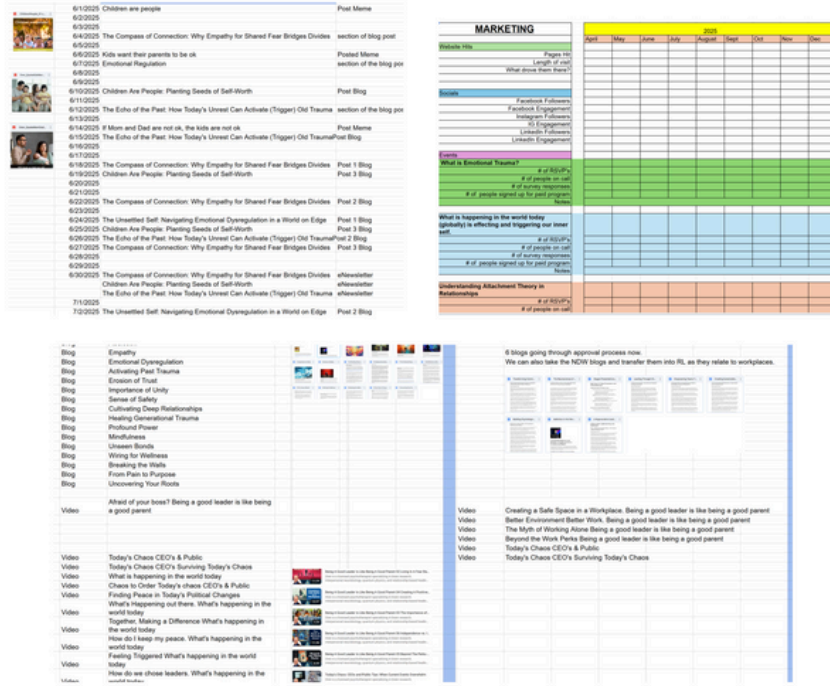 6/1/2025 Children are people Post Meme
6/2/2025
6/3/2025
6/4/2025 The Compass of Connection: Why Empathy for Shared Fear Bridges Divides section of blog post
6/5/2025
6/6/2025 Kids want their parents to be ok Posted Meme
6/7/2025 Emotional Regulation section of the blog pos
6/8/2025
6/9/2025
6/10/2025 Children Are People: Planting Seeds of Self-Worth Post Blog
6/11/2025
6/12/2025 The Echo of the Past: How Today's Unrest Can Activate (Trigger) Old Trauma section of the blog pos
6/13/2025
6/14/2025 If Mom and Dad are not ok, the kids are not ok Post Meme
6/15/2025 The Echo of the Past: How Today's Unrest Can Activate (Trigger) Old Trauma Post Blog
6/16/2025
6/17/2025
6/18/2025 The Compass of Connection: Why Empathy for Shared Fear Bridges Divides Post 1 Blog
6/19/2025 Children Are People: Planting Seeds of Self-Worth Post 3 Blog
6/20/2025
6/21/2025
6/22/2025 The Compass of Connection: Why Empathy for Shared Fear Bridges Divides Post 2 Blog
6/23/2025
6/24/2025 The Unsettled Self: Navigating Emotional Dysregulation in a World on Edge Post 1 Blog
6/25/2025 Children Are People: Planting Seeds of Self-Worth Post 3 Blog
6/26/2025 The Echo of the Past: How Today's Unrest Can Activate (Trigger) Old Trauma Post 2 Blog
6/27/2025 The Compass of Connection: Why Empathy for Shared Fear Bridges Divides Post 3 Blog
6/28/2025
6/29/2025
6/30/2025 The Compass of Connection: Why Empathy for Shared Fear Bridges Divides eNewsletter
Children Are People: Planting Seeds of Self-Worth eNewsletter
The Echo of the Past: How Today's Unrest Can Activate (Trigger) Old Trauma eNewsletter
7/1/2025
7/2/2025 The Unsettled Self: Navigating Emotional Dysregulation in a World on Edge Post 2 Blog
MARKETING 2025
April May June July August Sept Oct Nov Dec
Website Hits
Pages Hit
Length of visit
What drove them there?
Socials
Facebook Followers
Facebook Engagement
Instagram Followers
IG Engagement
LinkedIn Followers
LinkedIn Engagement
Events
What is Emotional Trauma?
# of RSVP's
# of people on call
# of survey responses
# of people signed up for paid program
Notes
What is happening in the world today
(globally) is effecting and triggering our inner
self.
# of RSVP's
# of people on call
# of survey responses
# of people signed up for paid program
Notes
Understanding Attachment Theory in
Relationships
# of RSVP's
# of people on call
Blog Empathy
Blog Emotional Dysregulation
Blog Activating Past Trauma
Blog Erosion of Trust
Blog Importance of Unity
Blog Sense of Safety
Blog Cultivating Deep Relationships
Blog Healing Generational Trauma
Blog Profound Power
Blog Mindfulness
Blog Unseen Bonds
Blog Wiring for Wellness
Blog Breaking the Walls
Blog From Pain to Purpose
Blog Uncovering Your Roots
Afraid of your boss? Being a good leader is like being
Video a good parent
Video Today's Chaos CEO's & Public
Video Today's Chaos CEO's Surviving Today's Chaos
Video What is happening in the world today
Video Chaos to Order Today's chaos CEO's & Public
Video Finding Peace in Today's Political Changes
What's Happening out there. What's happening in the
Video world today
Together, Making a Difference What's happening in
Video the world today
How do I keep my peace. What's happening in the
Video world today
Feeling Triggered What's happening in the world
Video today
How do we chose leaders. What's happening in the
Video world today
6 blogs going through approval process now.
We can also take the NDW blogs and transfer them into RL as they relate to workplaces.
Video Creating a Safe Space in a Workplace. Being a good leader is like being a good parent
Video Better Environment Better Work. Being a good leader is like being a good parent
Video The Myth of Working Alone Being a good leader is like being a good parent
Video Beyond the Work Perks Being a good leader is like being a good parent
Video Today's Chaos CEO's & Public
Video Today's Chaos CEO's Surviving Today's Chaos